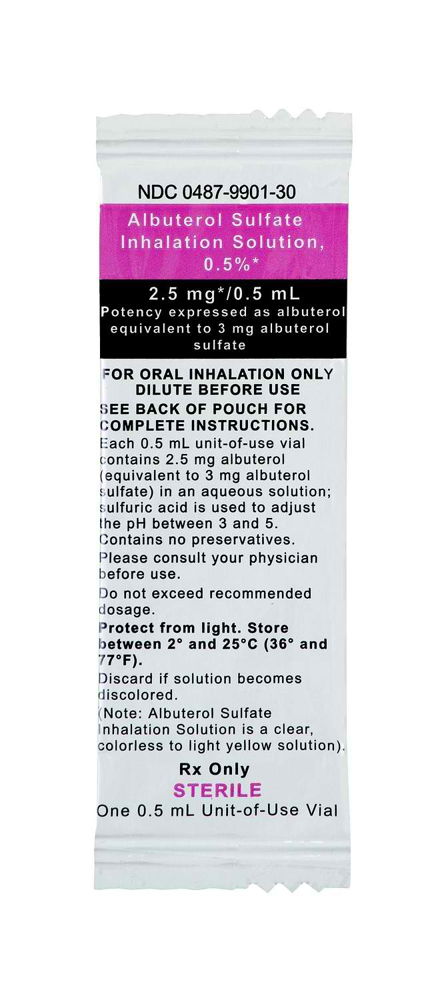 NDC 0487-9901-30
Albuterol Sulfate
Inhalation Solution,
0.5%*
2.5 mg*/0.5 mL
Potency expressed as albuterol
equivalent to 3 mg albuterol
sulfate
FOR ORAL INHALATION ONLY
DILUTE BEFORE USE
SEE BACK OF POUCH FOR
COMPLETE INSTRUCTIONS.
Each 0.5 mL unit-of-use vial
contains 2.5 mg albuterol
(equivalent to 3 mg albuterol
sulfate) in an aqueous solution;
sulfuric acid is used to adjust
the pH between 3 and 5.
Contains no preservatives.
Please consult your physician
before use.
Do not exceed recommended
dosage.
Protect from light. Store
between 2° and 25°C (36° and
77°F).
Discard if solution becomes
discolored.
(Note: Albuterol Sulfate
Inhalation Solution is a clear,
colorless to light yellow solution).
Rx Only
STERILE
One 0.5 mL Unit-of-Use Vial